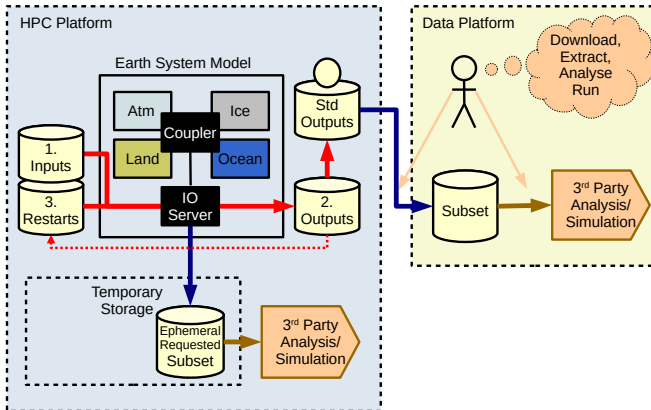 HPC Platform
Earth System Model
Atm
Ice
Coupler
Land
Ocean
IO
Server
1.
Inputs
3.
Restarts
Std
Outputs
2.
Outputs
Temporary
Storage
Ephemeral
Requested
Subset
3rd Party
Analysis/
Simulation
Data Platform
Download,
Extract,
Analyse
Run
Subset
3rd Party
Analysis/
Simulation